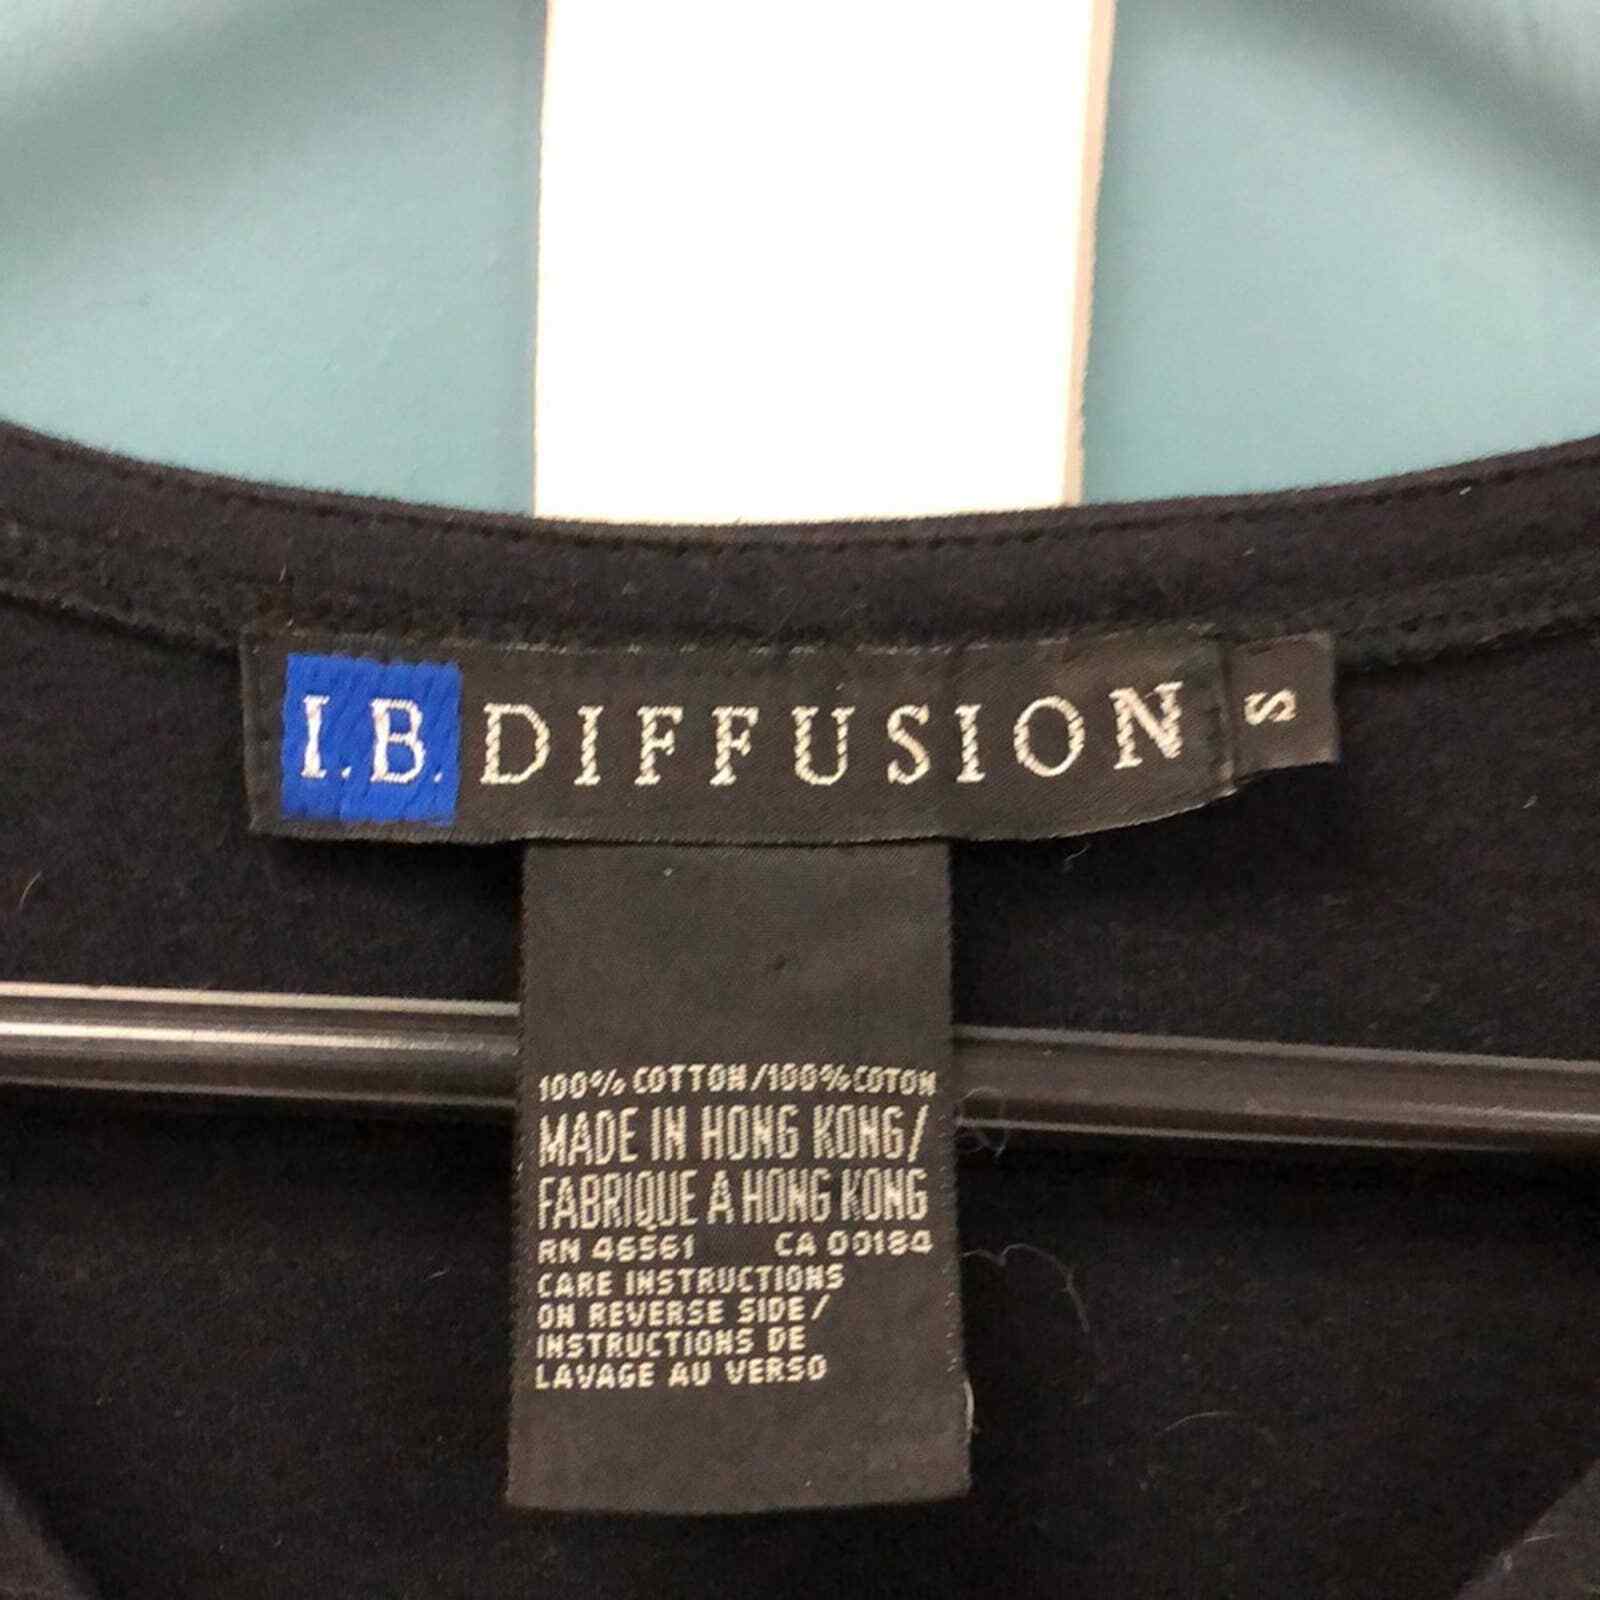 I.B. DIFFUSION
S
100% COTTON/100% COTON
MADE IN HONG KONG/
FABRIQUE A HONG KONG
RN 46561 CA 00184
CARE INSTRUCTIONS
ON REVERSE SIDE/
INSTRUCTIONS DE
LAVAGE AU VERSO